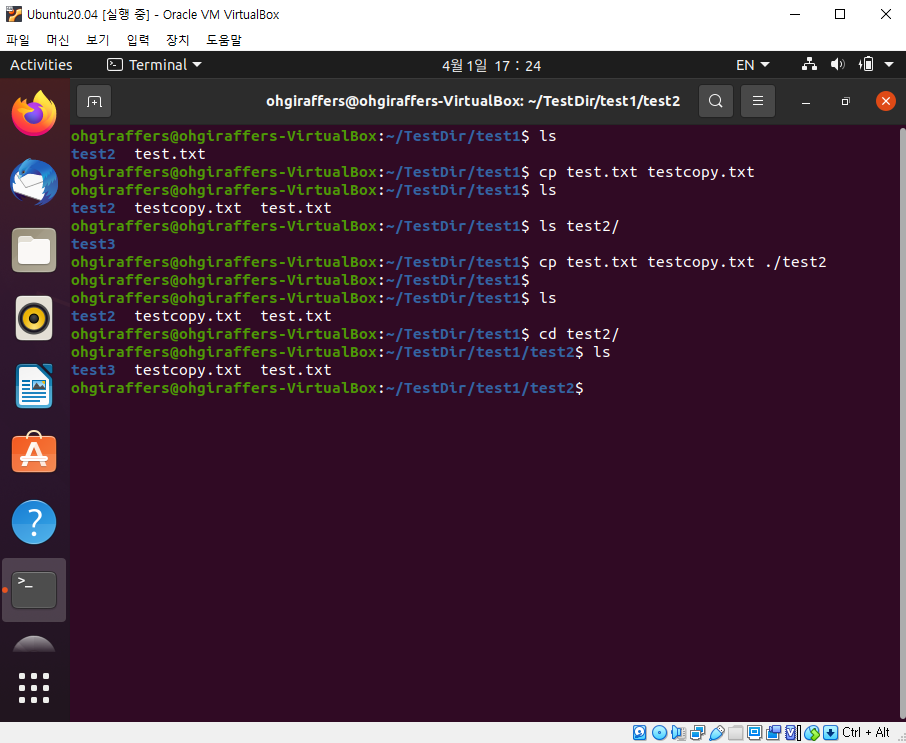 Ubuntu20.04 [실행 중] - Oracle VM VirtualBox
파일 머신 보기 입력 장치 도움말
Activities Terminal 4월 1일 17 : 24 EN
ohgiraffers@ohgiraffers-VirtualBox: ~/TestDir/test1/test2
ohgiraffers@ohgiraffers-VirtualBox:~/TestDir/test1$ ls
test2 test.txt
ohgiraffers@ohgiraffers-VirtualBox:~/TestDir/test1$ cp test.txt testcopy.txt
ohgiraffers@ohgiraffers-VirtualBox:~/TestDir/test1$ ls
test2 testcopy.txt test.txt
ohgiraffers@ohgiraffers-VirtualBox:~/TestDir/test1$ ls test2/
test3
ohgiraffers@ohgiraffers-VirtualBox:~/TestDir/test1$ cp test.txt testcopy.txt ./test2
ohgiraffers@ohgiraffers-VirtualBox:~/TestDir/test1$
ohgiraffers@ohgiraffers-VirtualBox:~/TestDir/test1$ ls
test2 testcopy.txt test.txt
ohgiraffers@ohgiraffers-VirtualBox:~/TestDir/test1$ cd test2/
ohgiraffers@ohgiraffers-VirtualBox:~/TestDir/test1/test2$ ls
test3 testcopy.txt test.txt
ohgiraffers@ohgiraffers-VirtualBox:~/TestDir/test1/test2$
Ctrl + Alt